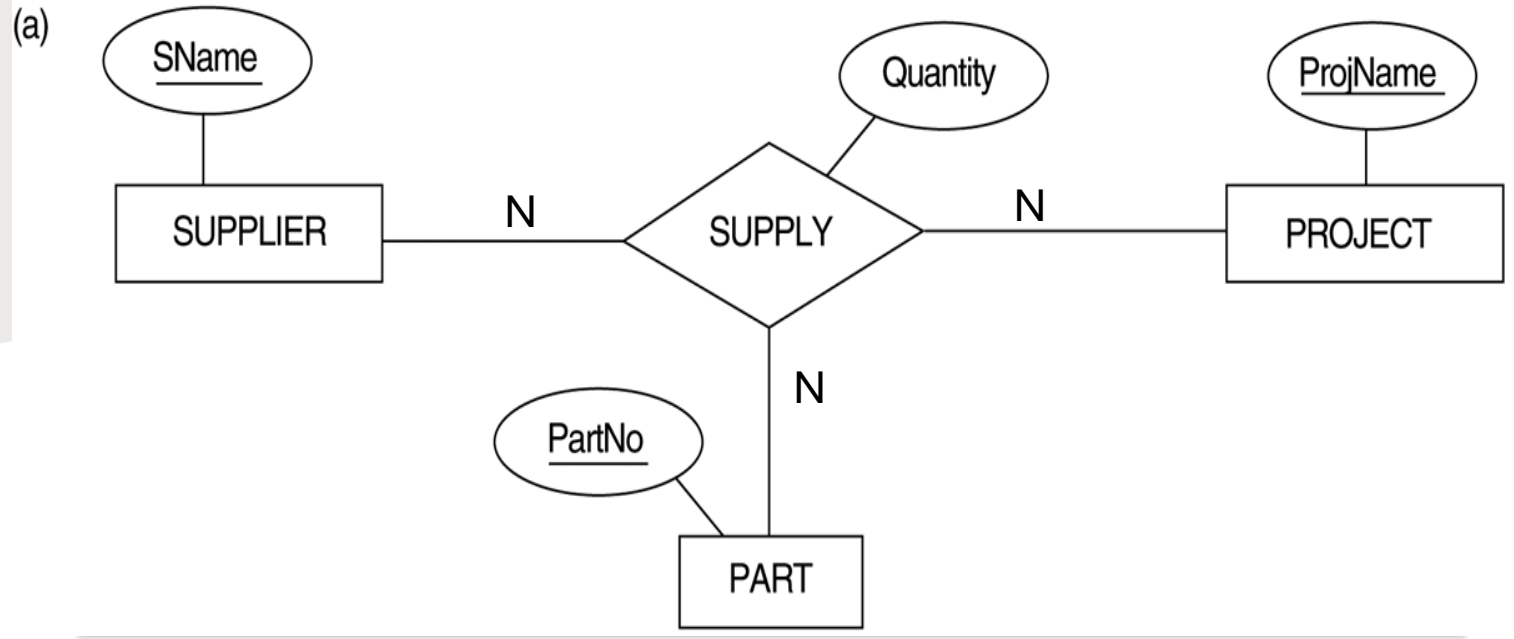 (a)
SName
Quantity
ProjName
SUPPLIER
N
SUPPLY
N
PROJECT
N
PartNo
PART